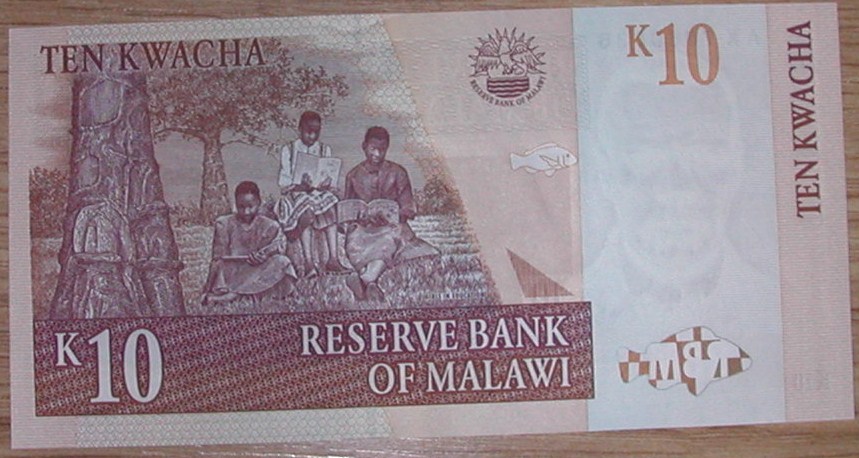 TEN KWACHA
RESERVE BANK OF MALAWI
K10
TEN KWACHA
K10
RESERVE BANK
OF MALAWI